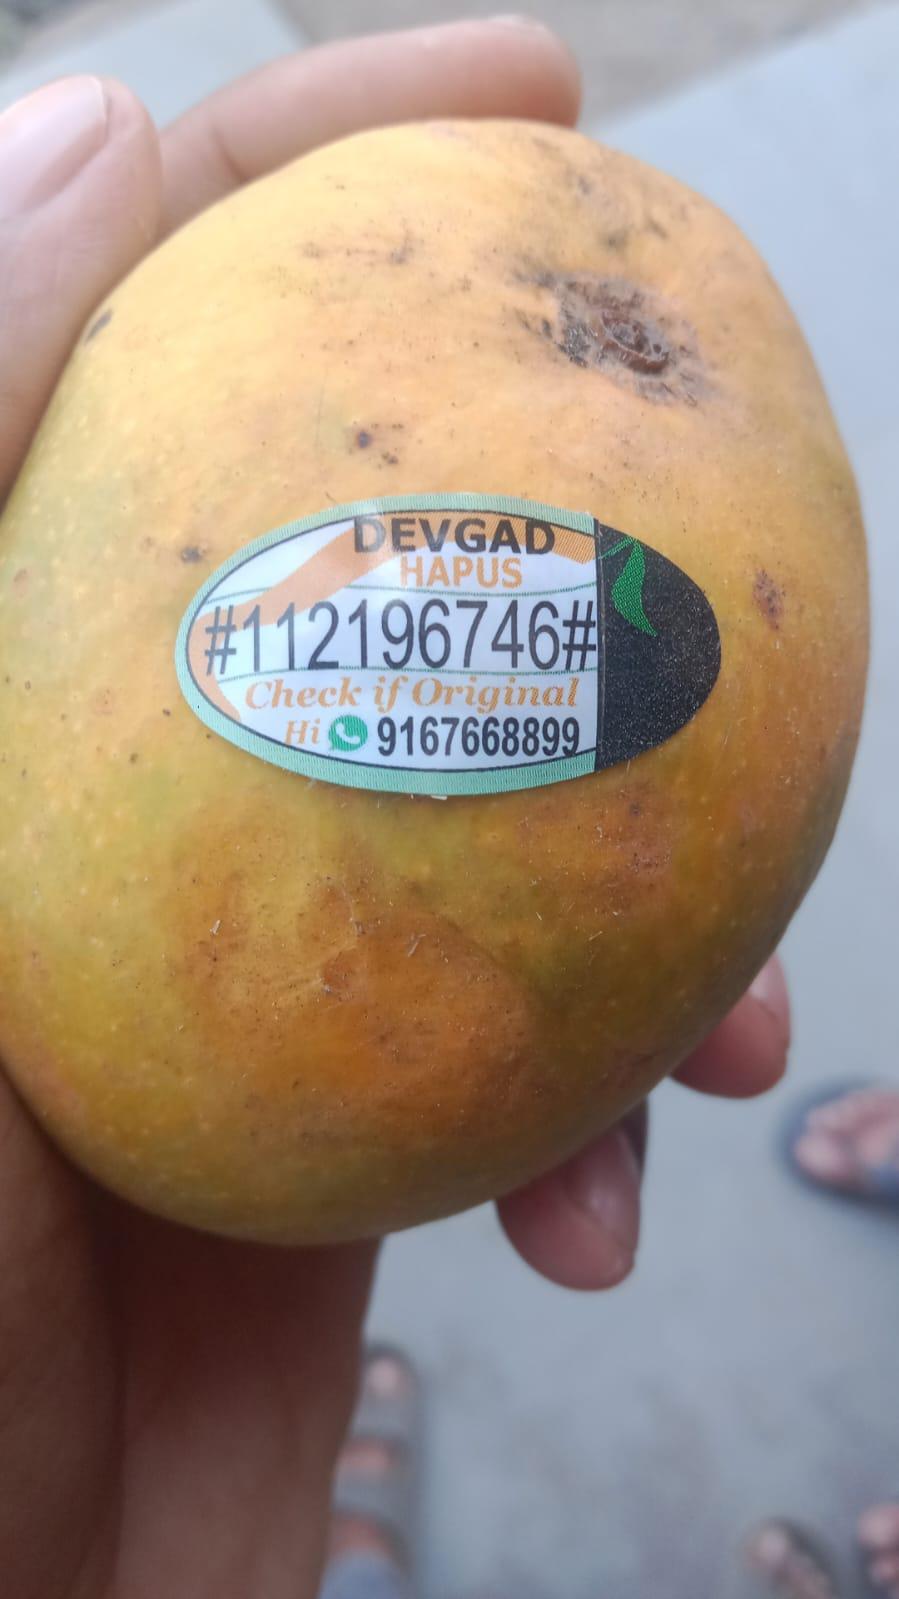 DEVGAD
HAPUS
#112196746#
Check if Original
Hi 9167668899